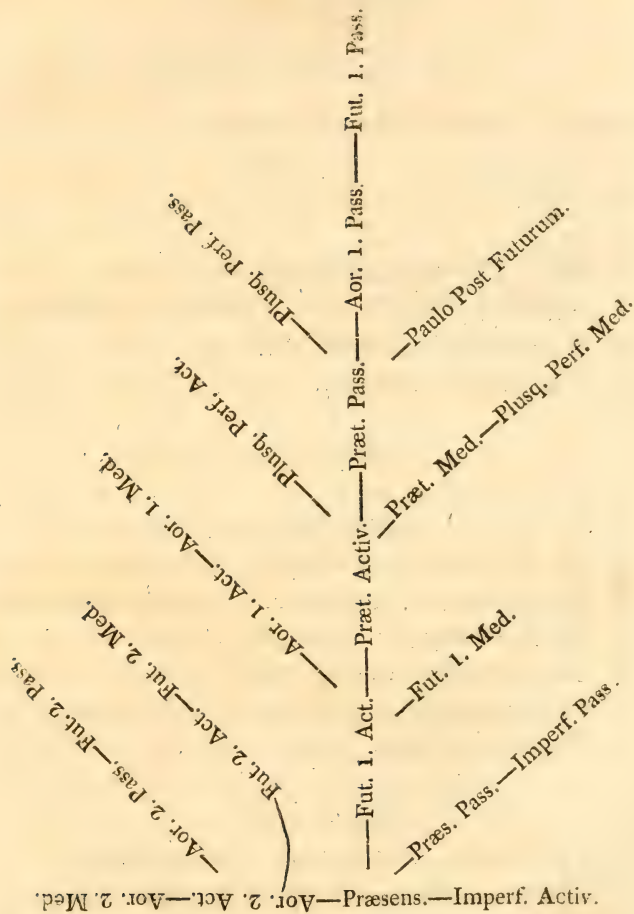 Fut. 1. Pass.
Aor. 1. Pass.
Præt. Pass.
Præt. Activ.
Fut. 1. Act.
Plusq. Perf. Pass.
Paulo Post Futurum.
Plusq. Perf. Act.
Præt. Med.—Plusq. Perf. Med.
Aor. 1. Act.—Aor. 1. Med.
Fut. 1. Med.
Fut. 2. Act.—Fut. 2. Med.
Aor. 2. Pass. Fut. 2. Pass.
Præs. Pass.—Imperf. Pass.
Aor. 2. Med.—Aor. 2. Act.—Præsens.—Imperf. Activ.